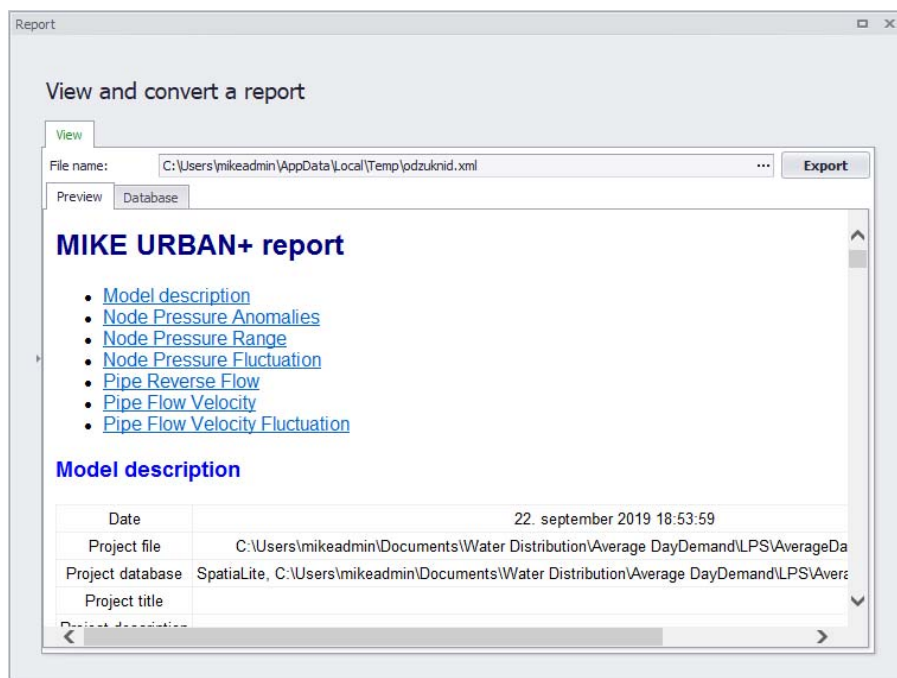 Report
View and convert a report
View
File name: C:\Users\mikeadmin\AppData\Local\Temp\odzuknid.xml ... Export
Preview Database
MIKE URBAN+ report
• Model description
• Node Pressure Anomalies
• Node Pressure Range
• Node Pressure Fluctuation
• Pipe Reverse Flow
• Pipe Flow Velocity
• Pipe Flow Velocity Fluctuation
Model description
Date 22. september 2019 18:53:59
Project file C:\Users\mikeadmin\Documents\Water Distribution\Average DayDemand\LPS\AverageDa
Project database SpatiaLite, C:\Users\mikeadmin\Documents\Water Distribution\Average DayDemand\LPS\Avera
Project title
Project description